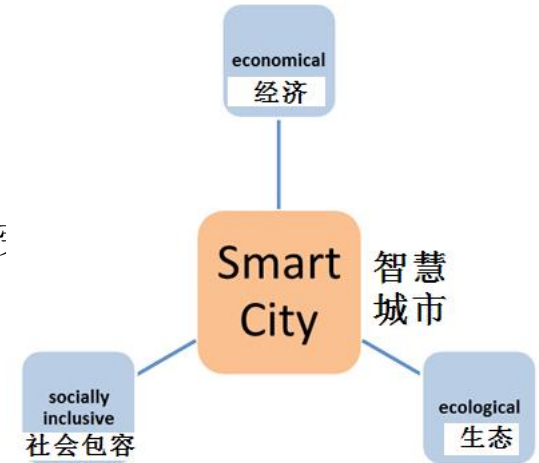 economical
经济
Smart
City
智慧
城市
socially
inclusive
社会包容
ecological
生态